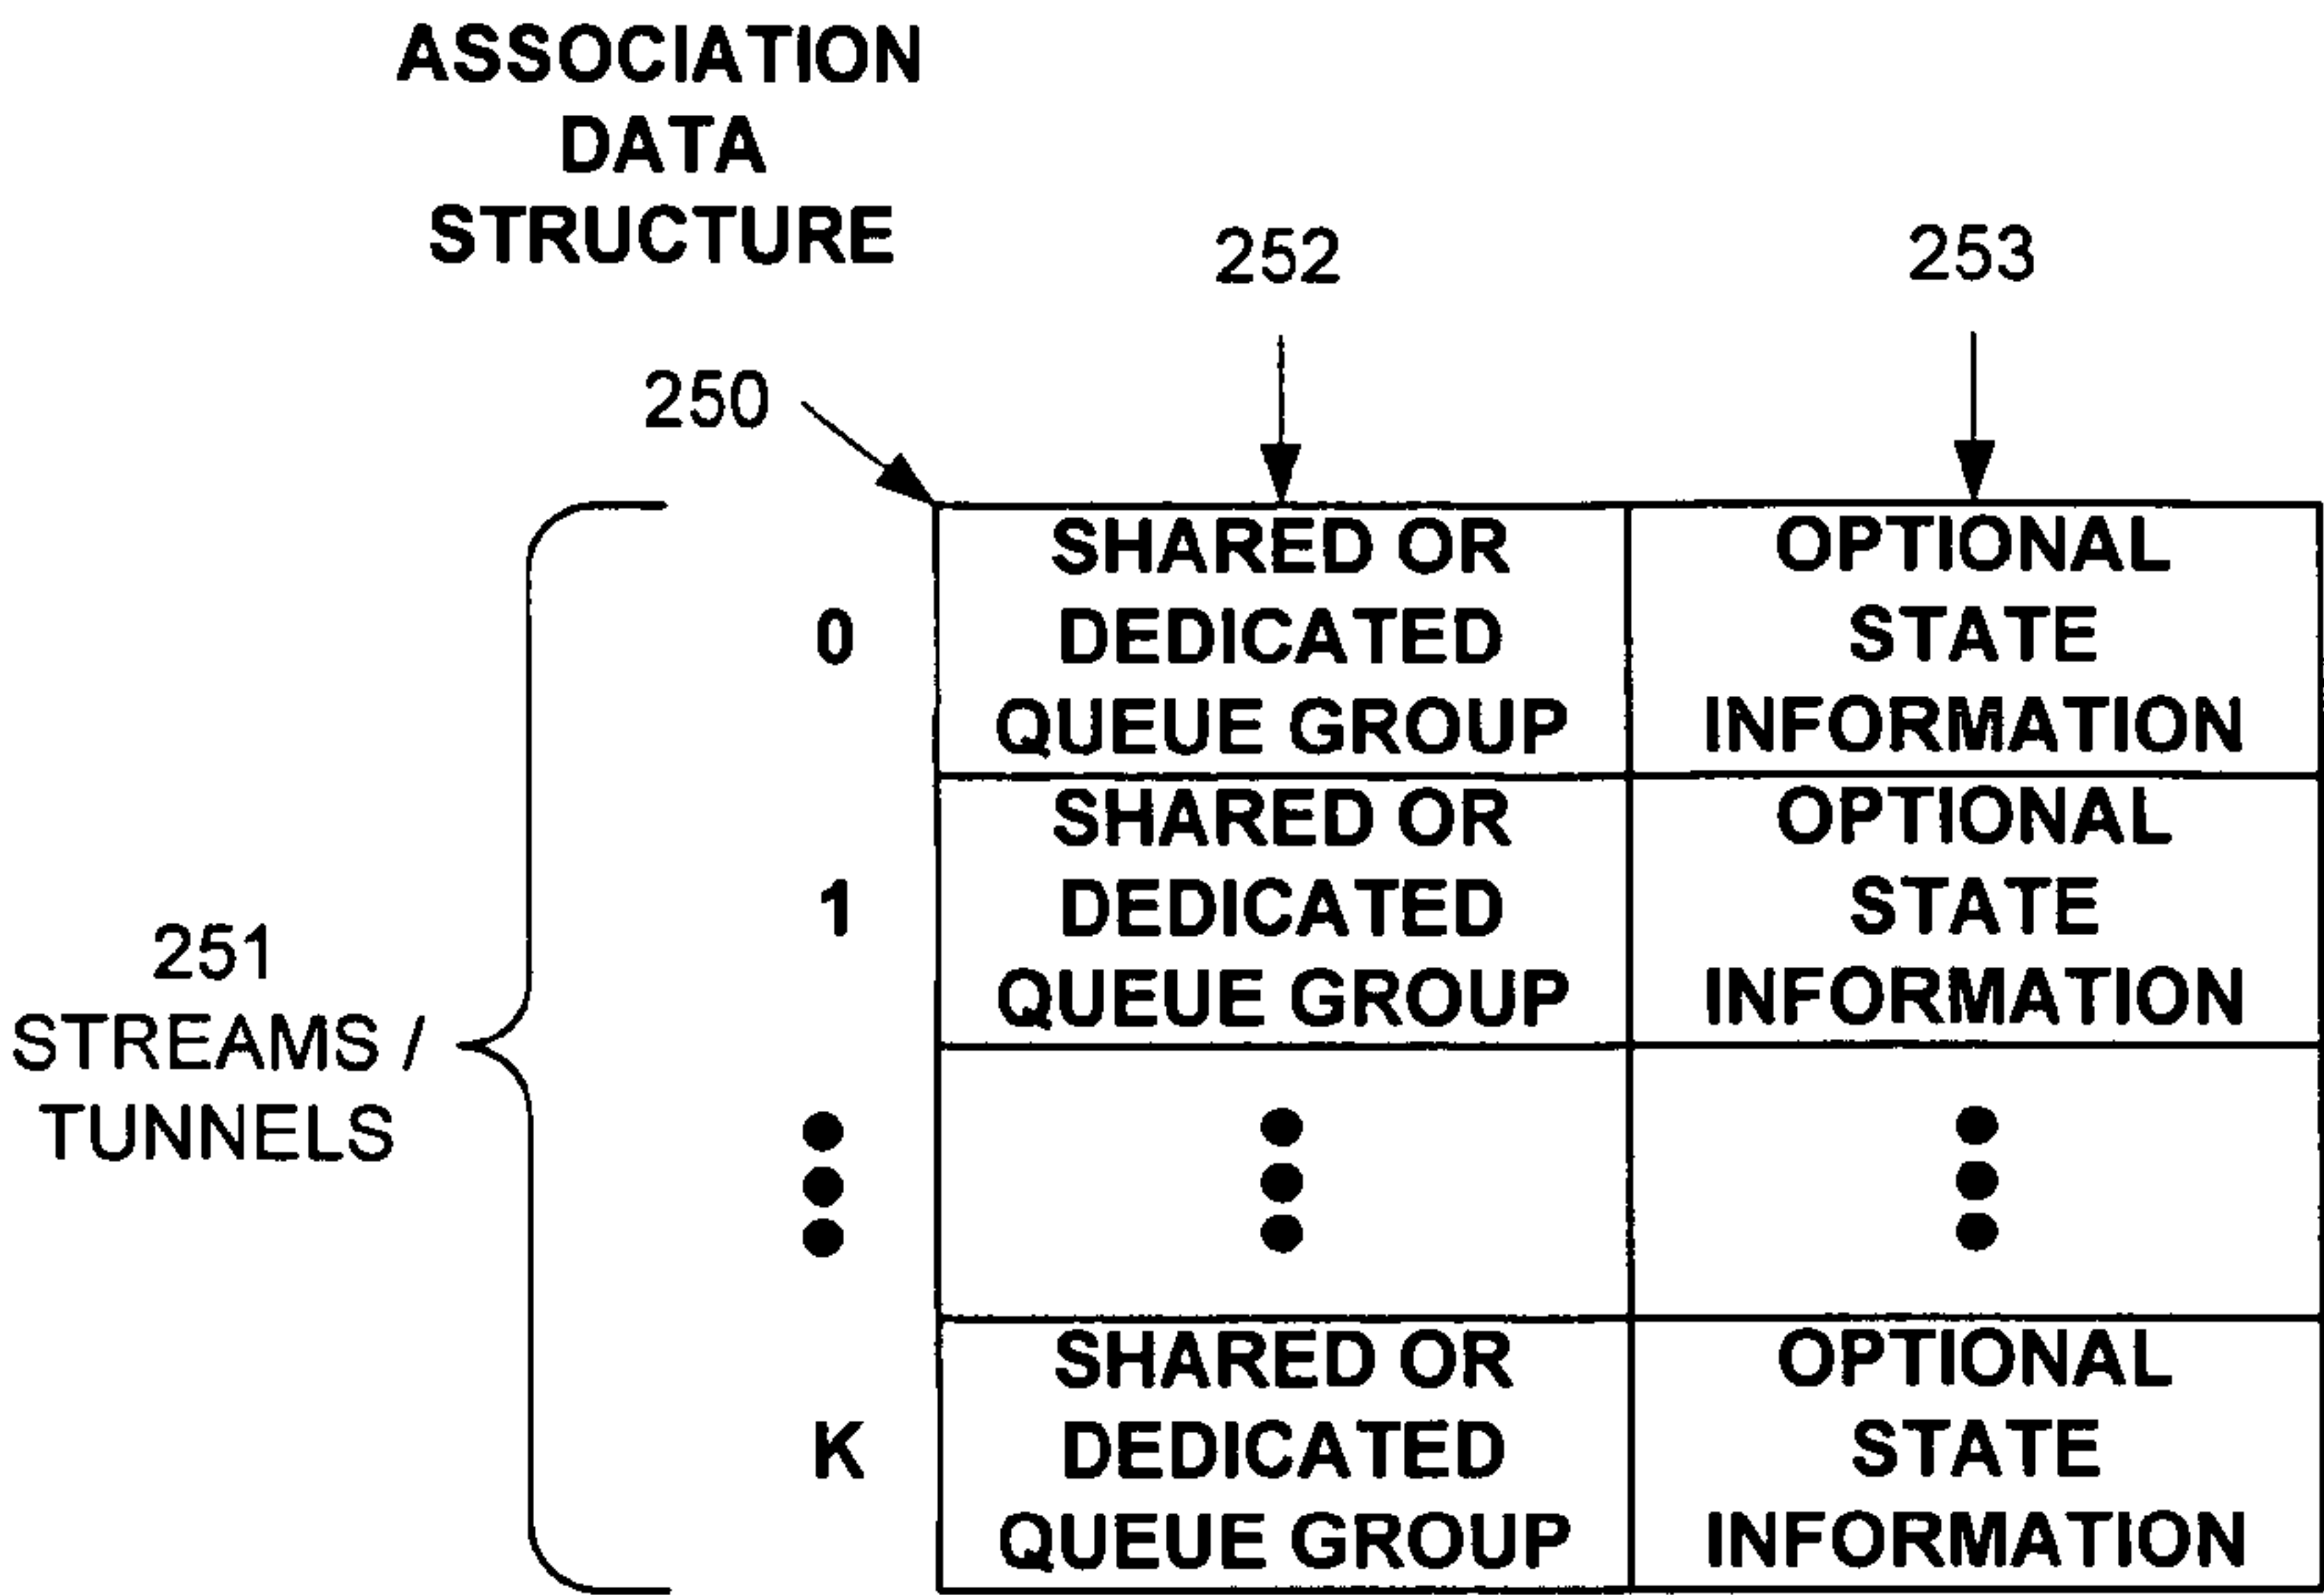 ASSOCIATION
DATA
STRUCTURE
252
253
250
SHARED OR
DEDICATED
QUEUE GROUP
OPTIONAL
STATE
INFORMATION
0
SHARED OR
DEDICATED
QUEUE GROUP
OPTIONAL
STATE
INFORMATION
1
251
STREAMS /
TUNNELS
SHARED OR
DEDICATED
QUEUE GROUP
OPTIONAL
STATE
INFORMATION
K